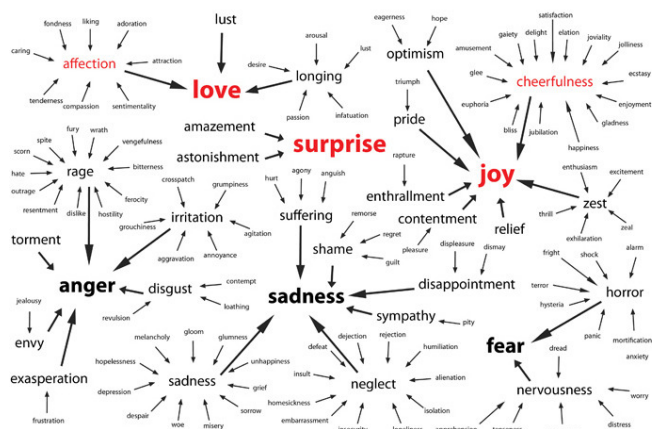 satisfaction
fondness
liking
adoration
lust
eagerness
hope
gaiety
delight
elation
joviality
caring
affection
attraction
arousal
lust
optimism
amusement
jolliness
desire
longing
glee
cheerfulness
ecstasy
love
triumph
euphoria
enjoyment
tenderness
compassion
sentimentality
passion
infatuation
pride
bliss
jubilation
gladness
amazement
surprise
happiness
fury
wrath
spite
vengefulness
astonishment
rapture
scorn
rage
bitterness
joy
enthusiasm
excitement
hate
crosspatch
grumpiness
hurt
agony
anguish
enthrallment
outrage
ferocity
resentment
dislike
hostility
irritation
suffering
remorse
contentment
relief
thrill
zest
zeal
grouchiness
agitation
shame
regret
guilt
pleasure
displeasure
dismay
exhilaration
torment
aggravation
annoyance
fright
shock
alarm
anger
disgust
contempt
loathing
revulsion
sadness
disappointment
terror
hysteria
horror
jealousy
envy
sympathy
pity
panic
mortification
anxiety
fear
dread
melancholy
gloom
glumness
dejection
rejection
defeat
humiliation
hopelessness
unhappiness
exasperation
depression
sadness
grief
insult
neglect
alienation
nervousness
worry
homesickness
frustration
despair
woe
misery
sorrow
embarrassment
isolation
distress